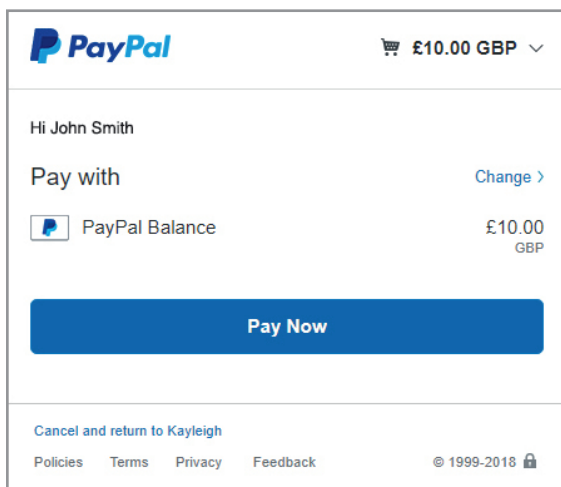 PayPal £10.00 GBP
Hi John Smith
Pay with Change >
PayPal Balance £10.00
GBP
Pay Now
Cancel and return to Kayleigh
Policies Terms Privacy Feedback © 1999-2018